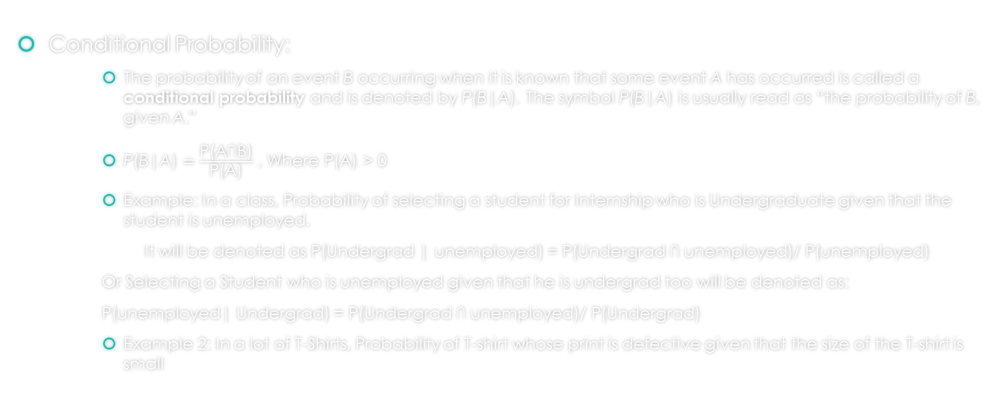 Conditional Probability:
The probability of an event B occurring when it is known that some event A has occurred is called a
conditional probability and is denoted by P(B|A). The symbol P(B|A) is usually read as "the probability of B,
given A."
P(B|A) = P(A∩B)/P(A) , Where P(A) > 0
Example: In a class, Probability of selecting a student for Internship who is Undergraduate given that the
student is unemployed.
It will be denoted as P(Undergrad | unemployed) = P(Undergrad ∩ unemployed)/ P(unemployed)
Or Selecting a Student who is unemployed given that he is undergrad too will be denoted as:
P(unemployed| Undergrad) = P(Undergrad ∩ unemployed)/ P(Undergrad)
Example 2: In a lot of T-Shirts, Probability of T-shirt whose print is defective given that the size of the T-shirt is
small